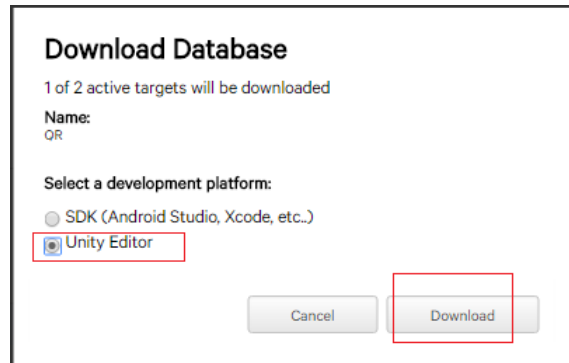 Download Database
1 of 2 active targets will be downloaded
Name:
QR
Select a development platform:
SDK (Android Studio, Xcode, etc..)
Unity Editor
Cancel
Download